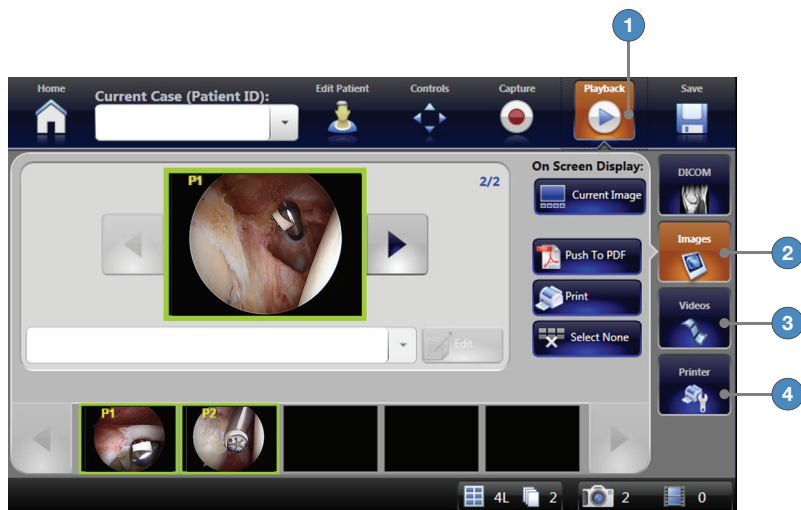 1
Home
Current Case (Patient ID):
Edit Patient
Controls
Capture
Playback
Save
P1
2/2
On Screen Display:
Current Image
DICOM
Push To PDF
Images
2
Print
Select None
Videos
3
Edit
Printer
4
P1
P2
4L
2
2
0